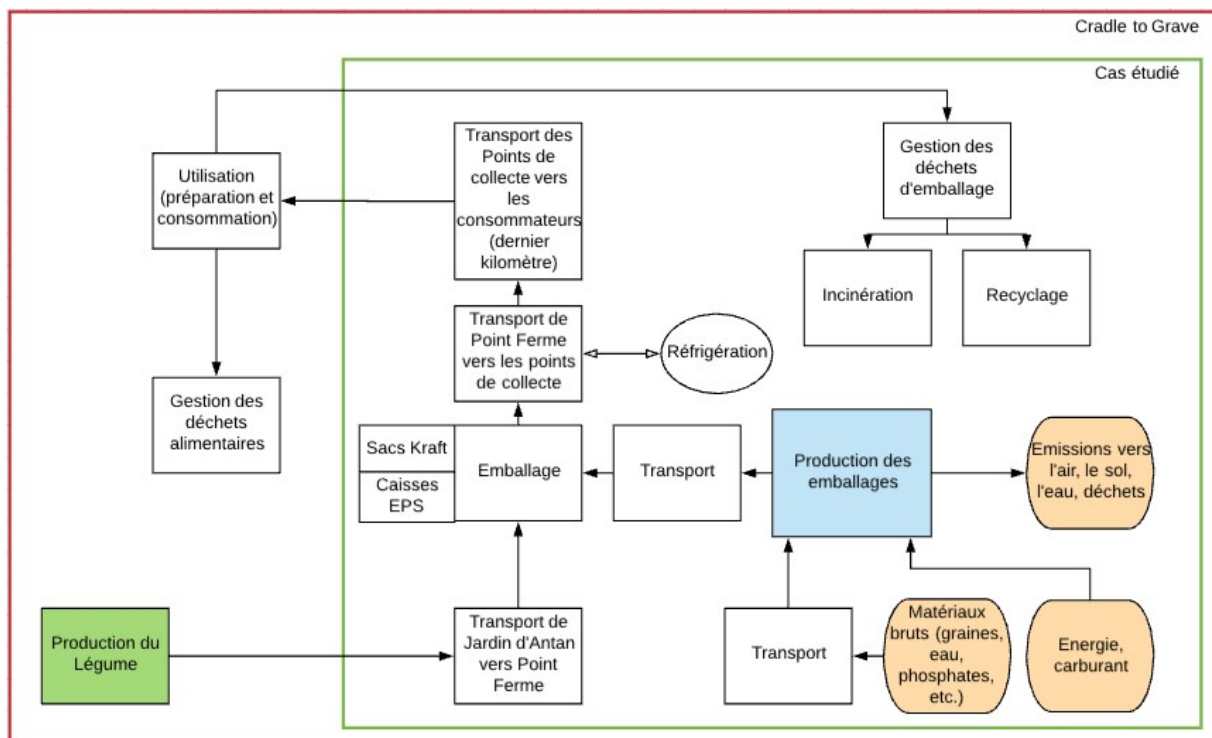 Cradle to Grave
Cas étudié
Transport des
Points de
collecte vers
les
consommateurs
(dernier
kilomètre)
Gestion des
déchets
d'emballage
Utilisation
(préparation et
consommation)
Incinération
Recyclage
Transport de
Point Ferme
vers les points
de collecte
Réfrigération
Gestion des
déchets
alimentaires
Sacs Kraft
Caisses
EPS
Emballage
Transport
Production des
emballages
Emissions vers
l'air, le sol,
l'eau, déchets
Production du
Légume
Transport de
Jardin d'Antan
vers Point
Ferme
Transport
Matériaux
bruts (graines,
eau,
phosphates,
etc.)
Energie,
carburant